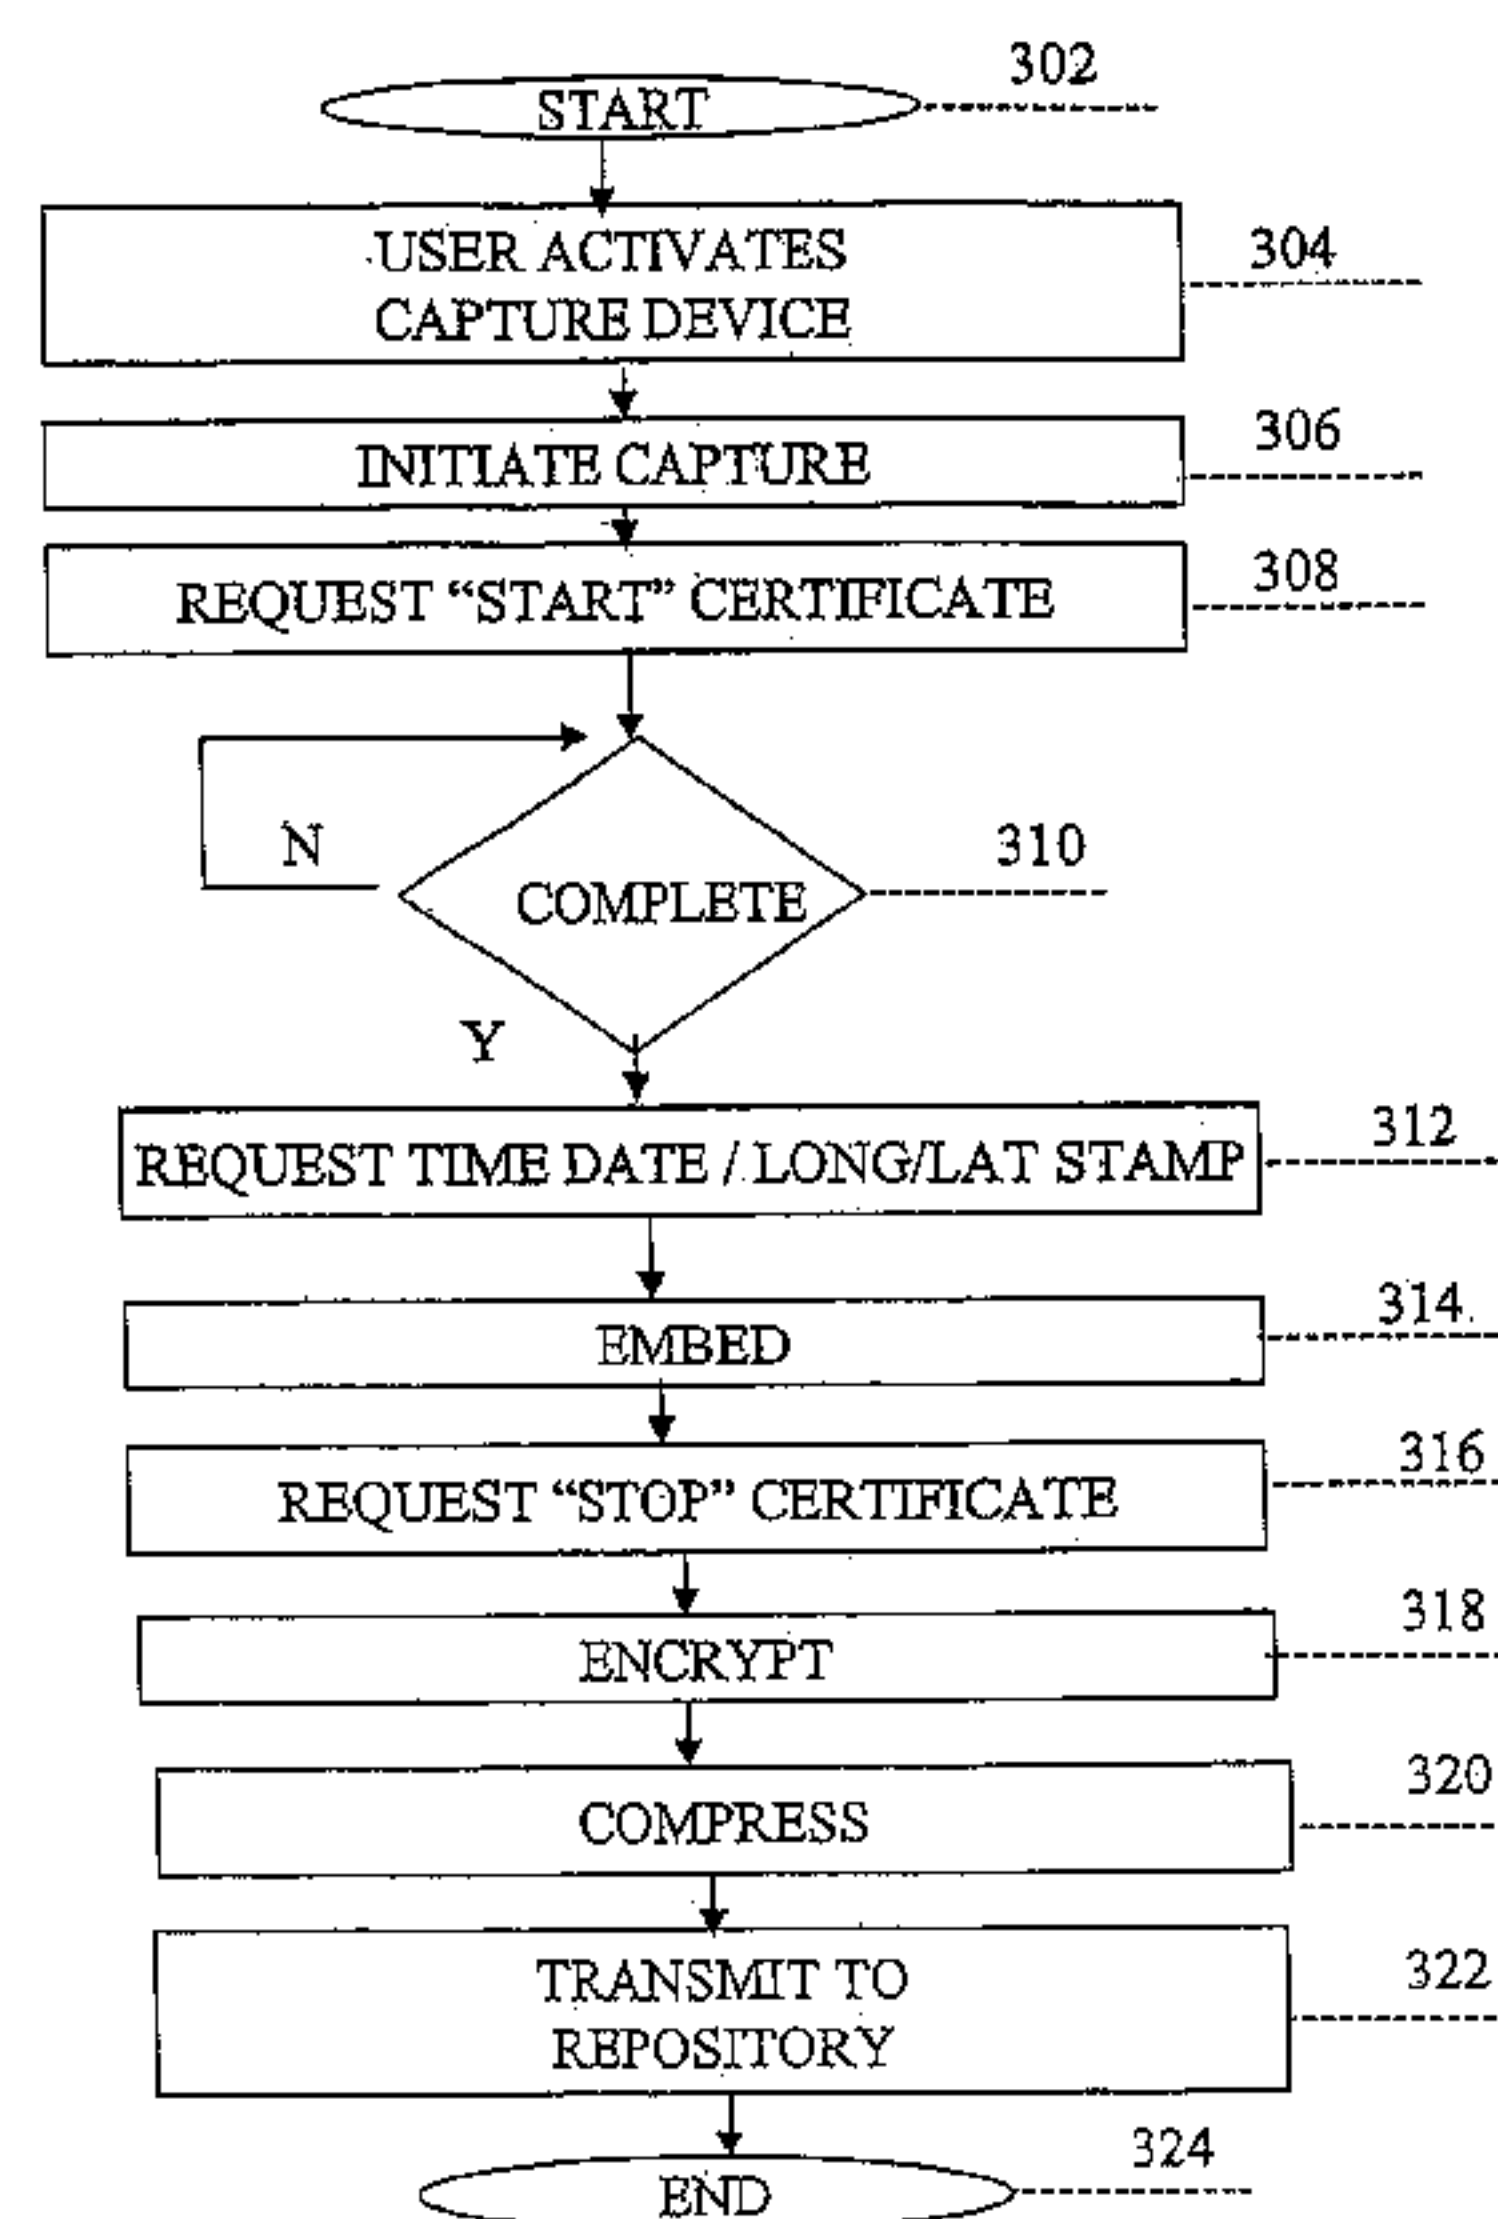 302
START
USER ACTIVATES
CAPTURE DEVICE
304
INITIATE CAPTURE
306
REQUEST “START” CERTIFICATE
308
N
COMPLETE
310
Y
REQUEST TIME DATE / LONG/LAT STAMP
312
EMBED
314
REQUEST “STOP” CERTIFICATE
316
ENCRYPT
318
COMPRESS
320
TRANSMIT TO
REPOSITORY
322
END
324